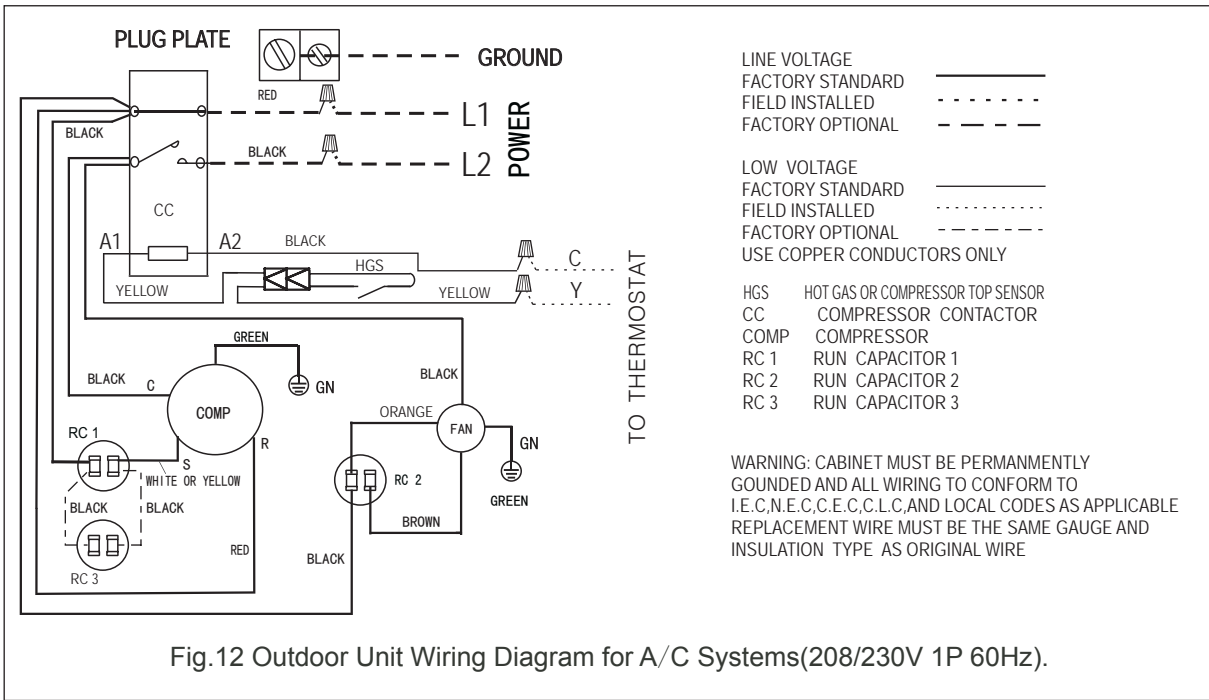 PLUG PLATE
GROUND
RED
L1
BLACK
BLACK
L2
POWER
CC
A1
A2
BLACK
C
HGS
YELLOW
YELLOW
Y
TO THERMOSTAT
GREEN
GN
BLACK
C
COMP
BLACK
ORANGE
FAN
GN
GREEN
RC 1
S
R
WHITE OR YELLOW
RC 2
BLACK
BLACK
BROWN
RED
BLACK
RC 3
LINE VOLTAGE
FACTORY STANDARD
FIELD INSTALLED
FACTORY OPTIONAL
LOW VOLTAGE
FACTORY STANDARD
FIELD INSTALLED
FACTORY OPTIONAL
USE COPPER CONDUCTORS ONLY
HGS HOT GAS OR COMPRESSOR TOP SENSOR
CC COMPRESSOR CONTACTOR
COMP COMPRESSOR
RC 1 RUN CAPACITOR 1
RC 2 RUN CAPACITOR 2
RC 3 RUN CAPACITOR 3
WARNING: CABINET MUST BE PERMANMENTLY
GOUNDED AND ALL WIRING TO CONFORM TO
I.E.C,N.E.C,C.E.C,C.L.C,AND LOCAL CODES AS APPLICABLE
REPLACEMENT WIRE MUST BE THE SAME GAUGE AND
INSULATION TYPE AS ORIGINAL WIRE
Fig.12 Outdoor Unit Wiring Diagram for A/C Systems(208/230V 1P 60Hz).